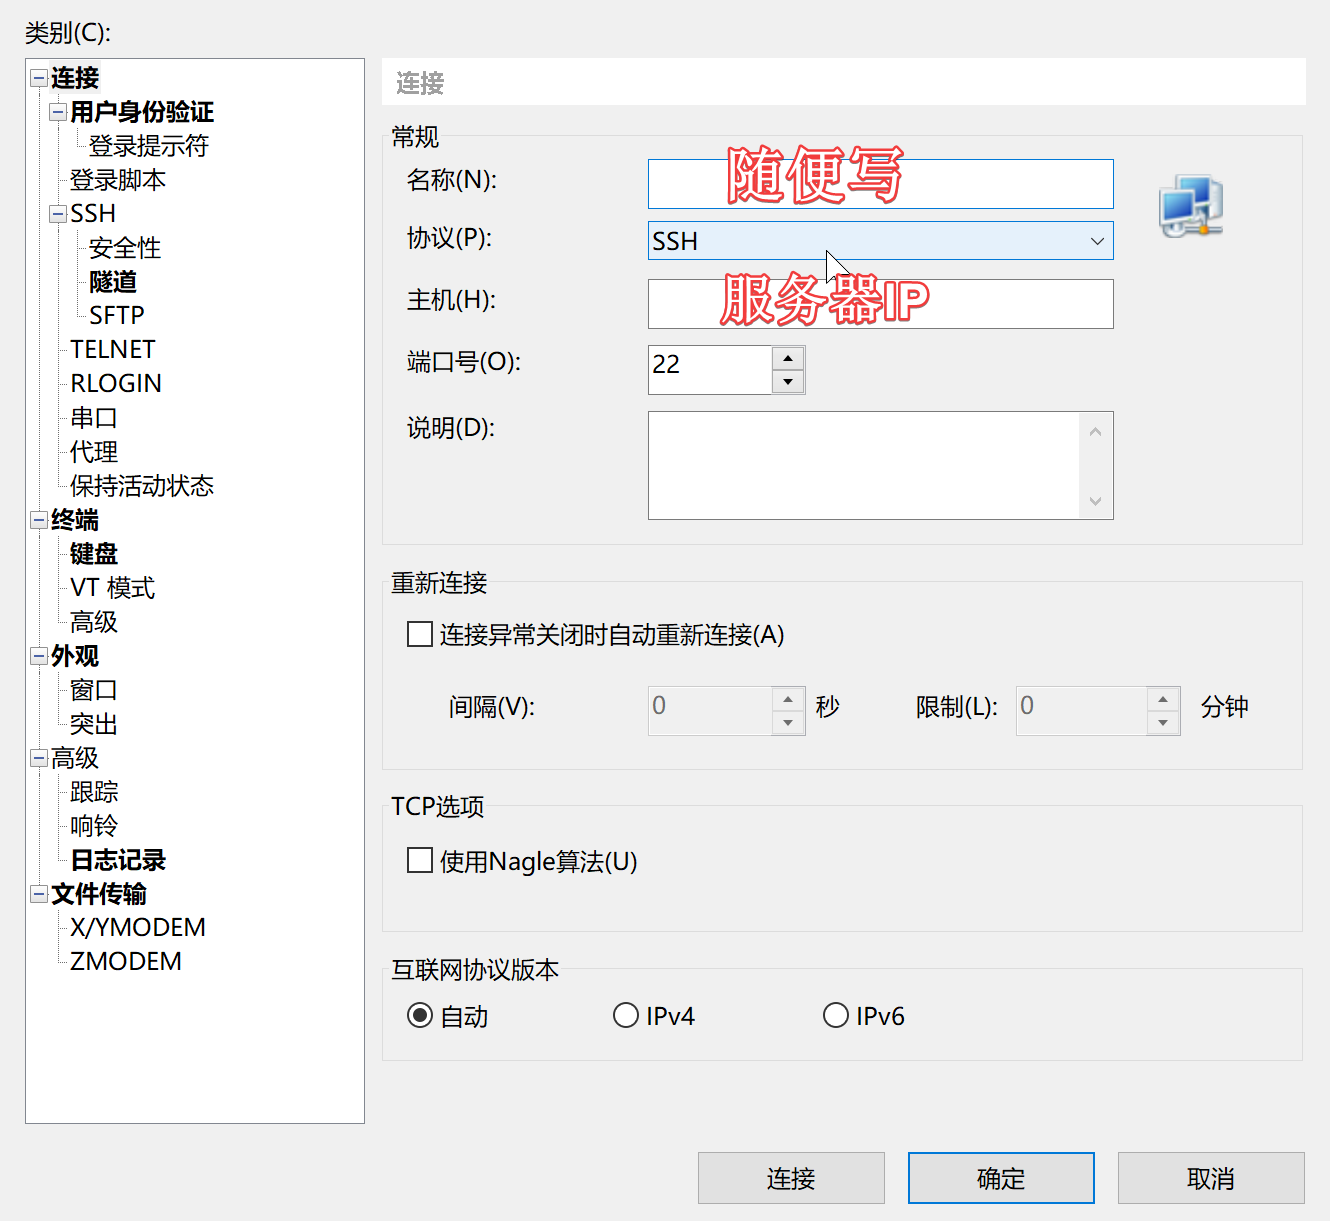 类别(C):
连接
用户身份验证
登录提示符
登录脚本
SSH
安全性
隧道
SFTP
TELNET
RLOGIN
串口
代理
保持活动状态
终端
键盘
VT 模式
高级
外观
窗口
突出
高级
跟踪
响铃
日志记录
文件传输
X/YMODEM
ZMODEM
连接
常规
名称(N): 随便写
协议(P): SSH
主机(H): 服务器IP
端口号(O): 22
说明(D):
重新连接
连接异常关闭时自动重新连接(A)
间隔(V): 0 秒 限制(L): 0 分钟
TCP选项
使用Nagle算法(U)
互联网协议版本
自动 IPv4 IPv6
连接 确定 取消